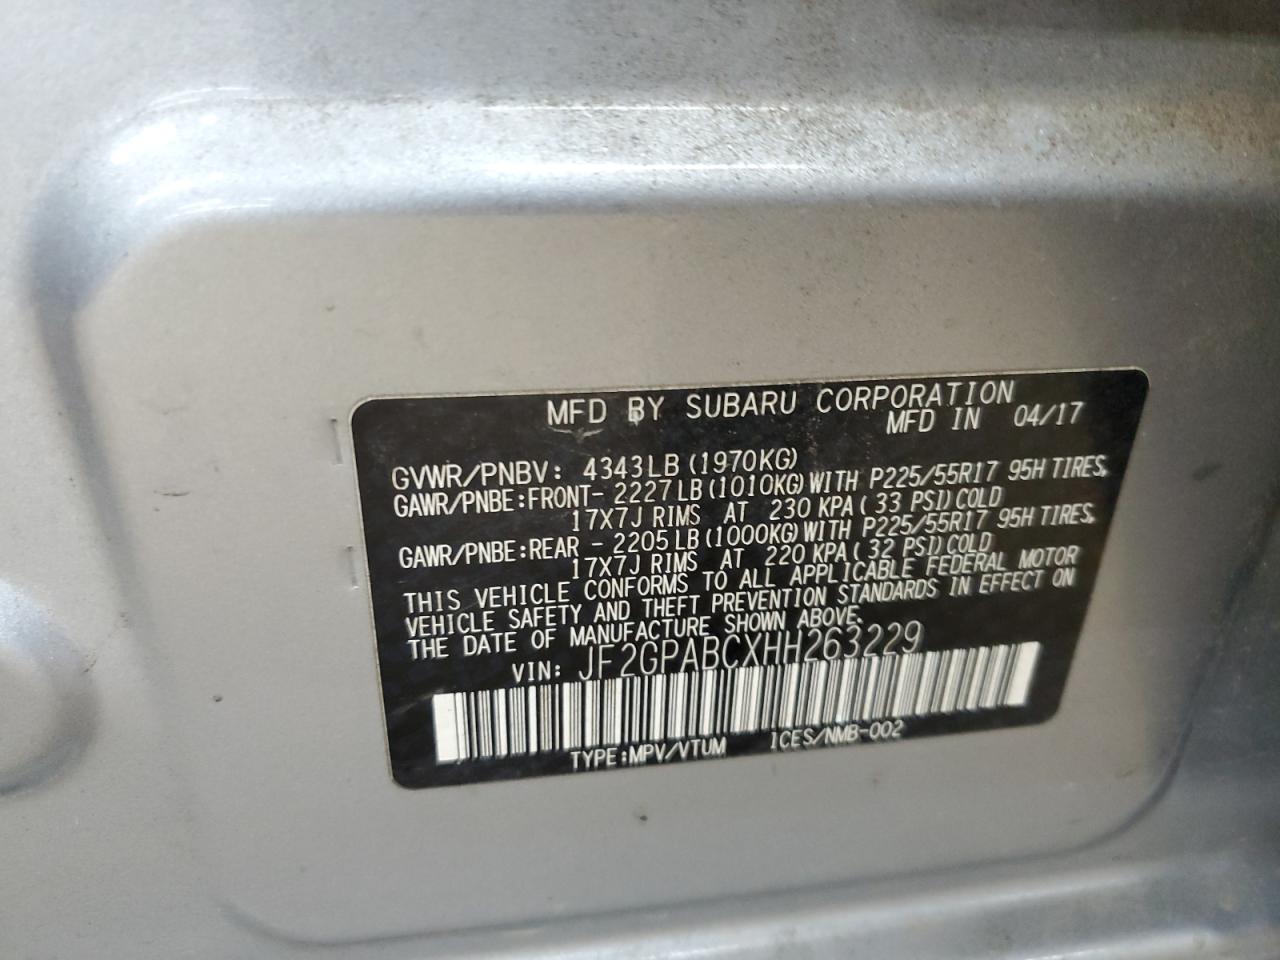 MFD BY SUBARU CORPORATION
MFD IN 04/17
GVWR/PNBV: 4343LB(1970KG)
GAWR/PNBE:FRONT- 2227LB(1010KG)WITH P225/55R17 95H TIRES,
17X7J RIMS AT 230 KPA(33 PSI)COLD
GAWR/PNBE:REAR - 2205LB(1000KG)WITH P225/55R17 95H TIRES,
17X7J RIMS AT 220 KPA(32 PSI)COLD
THIS VEHICLE CONFORMS TO ALL APPLICABLE FEDERAL MOTOR
VEHICLE SAFETY AND THEFT PREVENTION STANDARDS IN EFFECT ON
THE DATE OF MANUFACTURE SHOWN ABOVE.
VIN: JF2GPABCXHH263229
TYPE:MPV/VTUM ICES/NMB-002